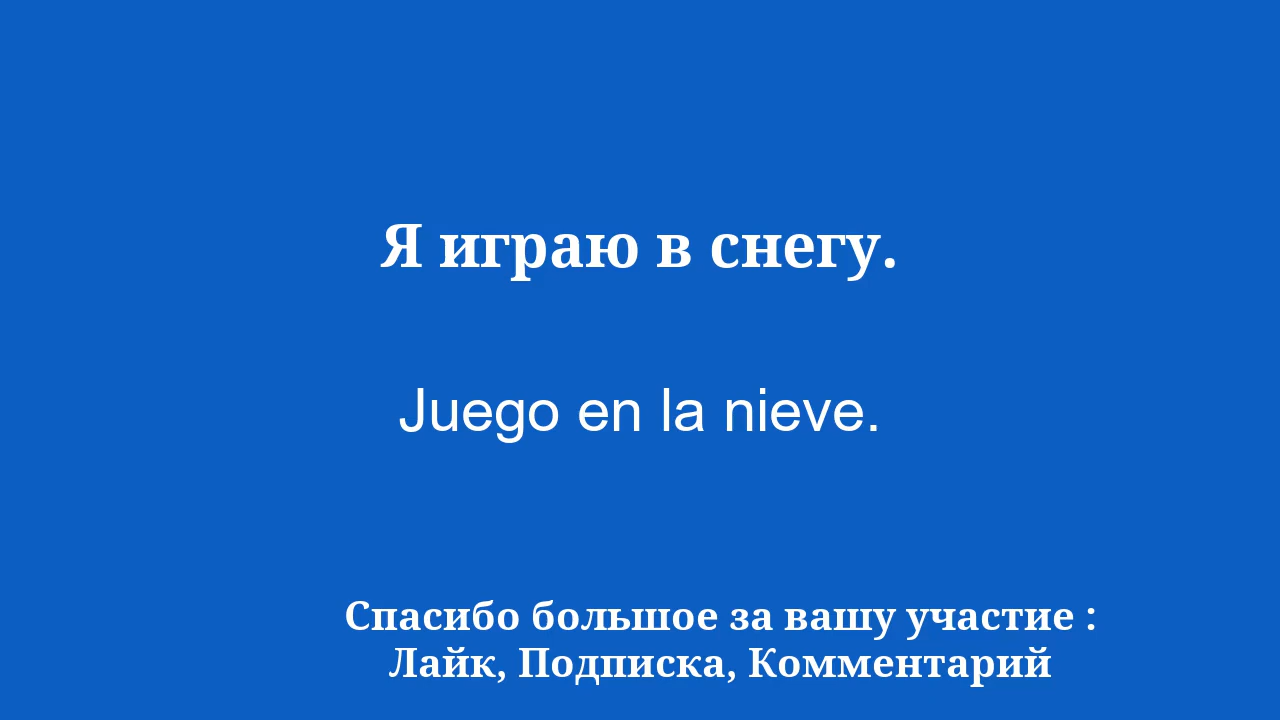 Я играю в снегу.
Juego en la nieve.
Спасибо большое за вашу участие :
Лайк, Подписка, Комментарий